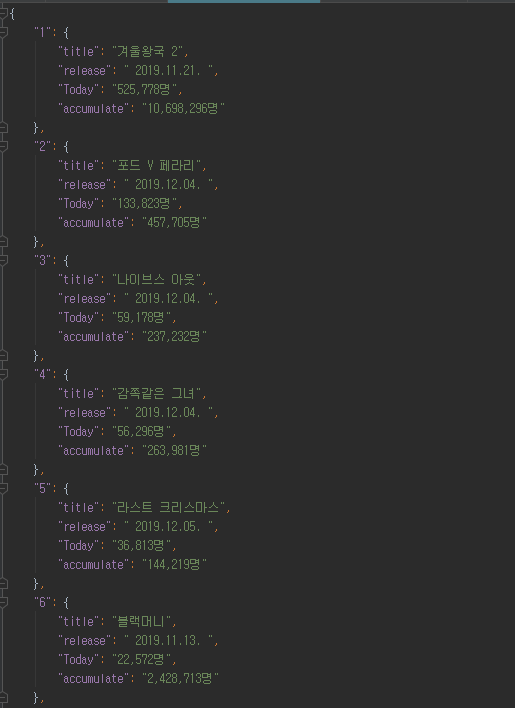 {
"1": {
"title": "겨울왕국 2",
"release": " 2019.11.21. ",
"Today": "525,778명",
"accumulate": "10,698,296명"
},
"2": {
"title": "포드 V 페라리",
"release": " 2019.12.04. ",
"Today": "133,823명",
"accumulate": "457,705명"
},
"3": {
"title": "나이브스 아웃",
"release": " 2019.12.04. ",
"Today": "59,178명",
"accumulate": "237,232명"
},
"4": {
"title": "감쪽같은 그녀",
"release": " 2019.12.04. ",
"Today": "56,296명",
"accumulate": "263,981명"
},
"5": {
"title": "라스트 크리스마스",
"release": " 2019.12.05. ",
"Today": "36,813명",
"accumulate": "144,219명"
},
"6": {
"title": "블랙머니",
"release": " 2019.11.13. ",
"Today": "22,572명",
"accumulate": "2,428,713명"
},